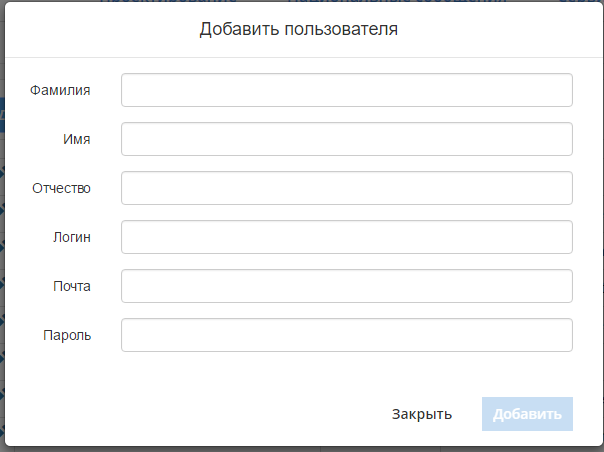 Добавить пользователя
Фамилия
Имя
Отчество
Логин
Почта
Пароль
Закрыть Добавить